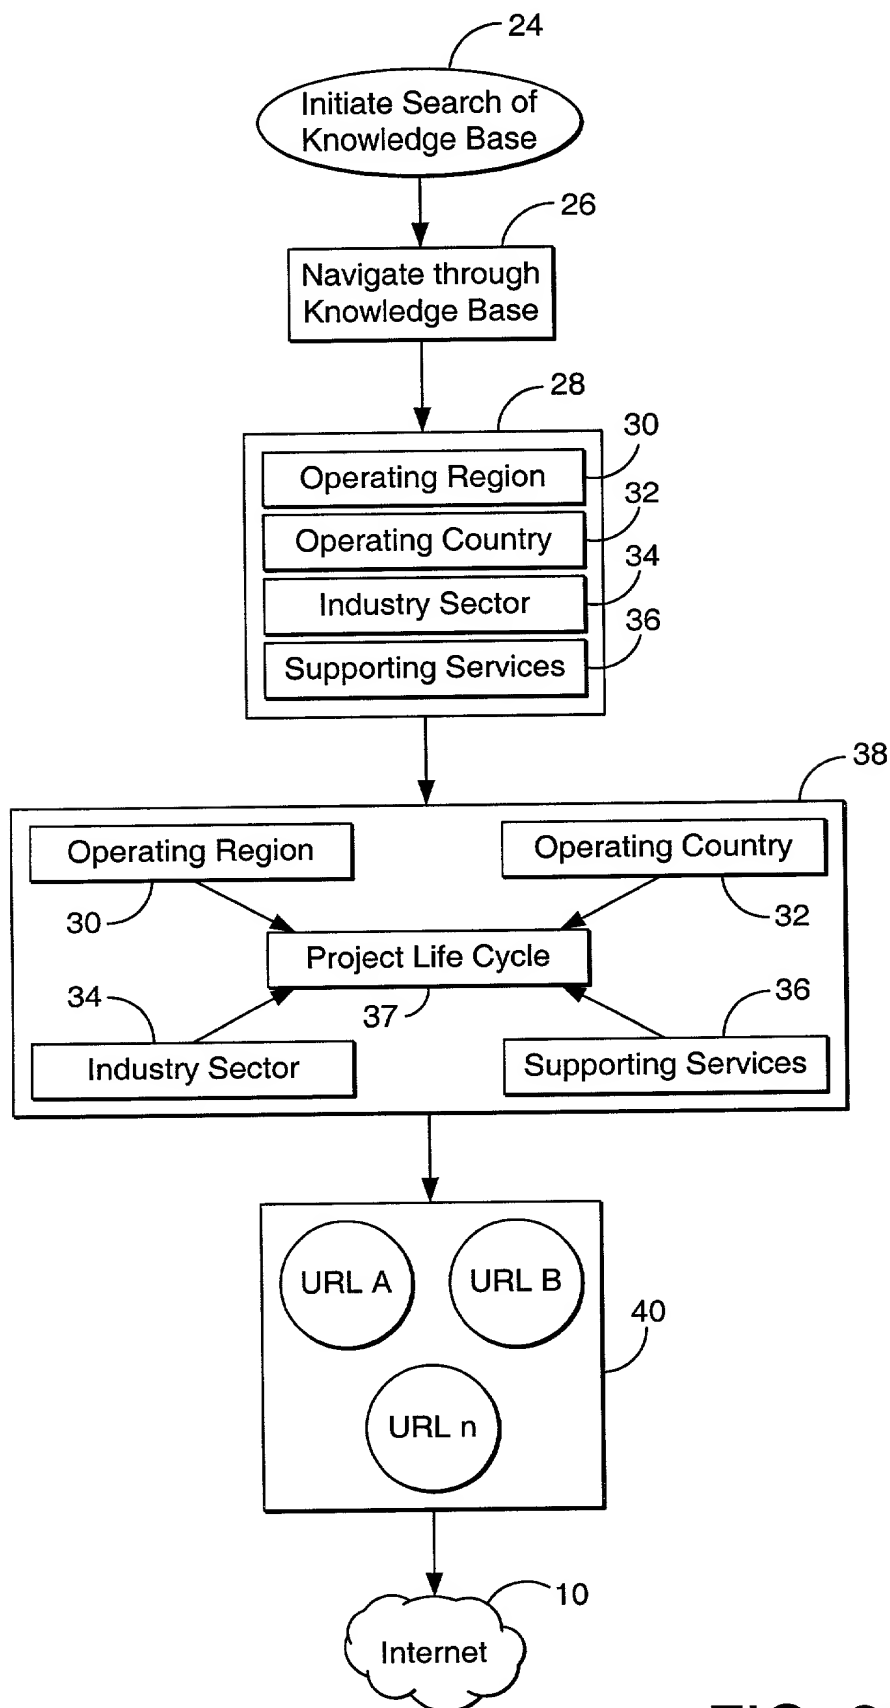 24
Initiate Search of
Knowledge Base
26
Navigate through
Knowledge Base
28
30
Operating Region
32
Operating Country
34
Industry Sector
36
Supporting Services
38
Operating Region
Operating Country
30
32
Project Life Cycle
34
37
36
Industry Sector
Supporting Services
URL A
URL B
40
URL n
10
Internet